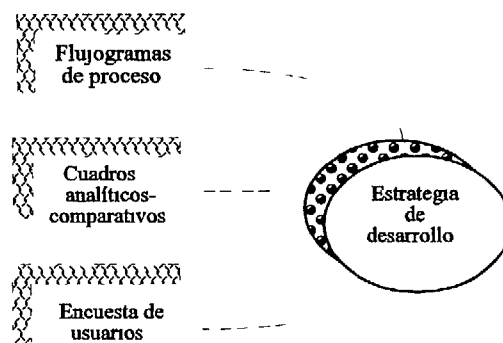 Flujogramas
de proceso
Cuadros
analíticos-
comparativos
Estrategia
de
desarrollo
Encuesta de
usuarios